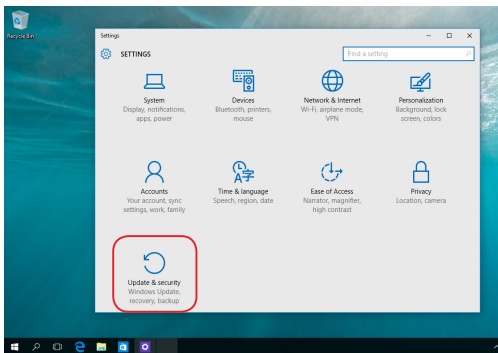 Recycle Bin
Settings
SETTINGS
Find a setting
System
Display, notifications,
apps, power
Devices
Bluetooth, printers,
mouse
Network & Internet
Wi-Fi, airplane mode,
VPN
Personalization
Background, lock
screen, colors
Accounts
Your account, sync
settings, work, family
Time & language
Speech, region, date
Ease of Access
Narrator, magnifier,
high contrast
Privacy
Location, camera
Update & security
Windows Update,
recovery, backup